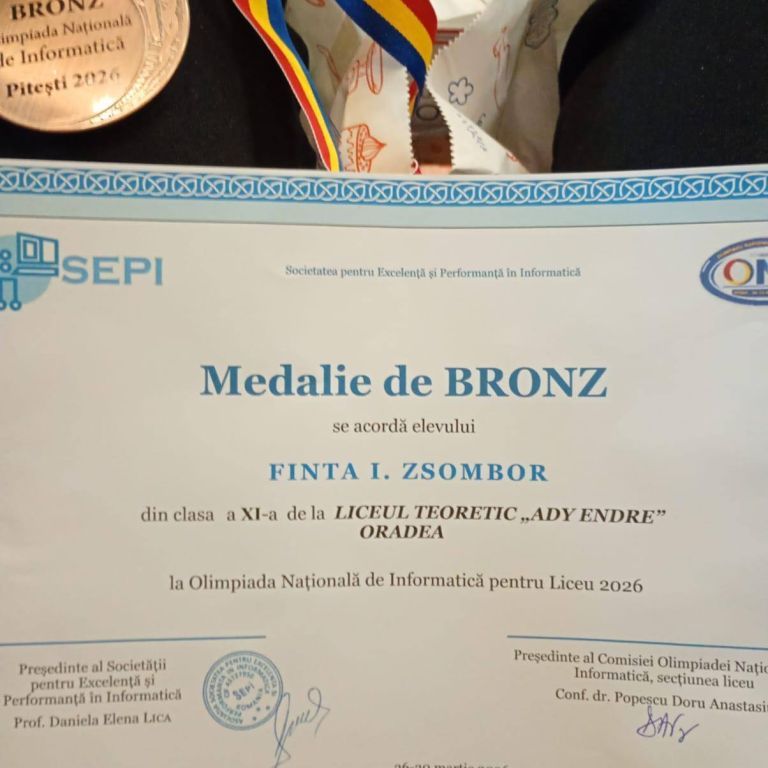 BRONZ
Națională
de Informatică
Pitești 2026
SEPI
Societatea pentru Excelență și Performanță în Informatică
Medalie de BRONZ
se acordă elevului
FINTA I. ZSOMBOR
din clasa a XI-a de la LICEUL TEORETIC „ADY ENDRE”
ORADEA
la Olimpiada Națională de Informatică pentru Liceu 2026
Președinte al Societății
pentru Excelență și
Performanță în Informatică
Prof. Daniela Elena LICA
SEPI
ROMANIA
Președinte al Comisiei Olimpiadei
Informatică, secțiunea liceu
Conf. dr. Popescu Doru